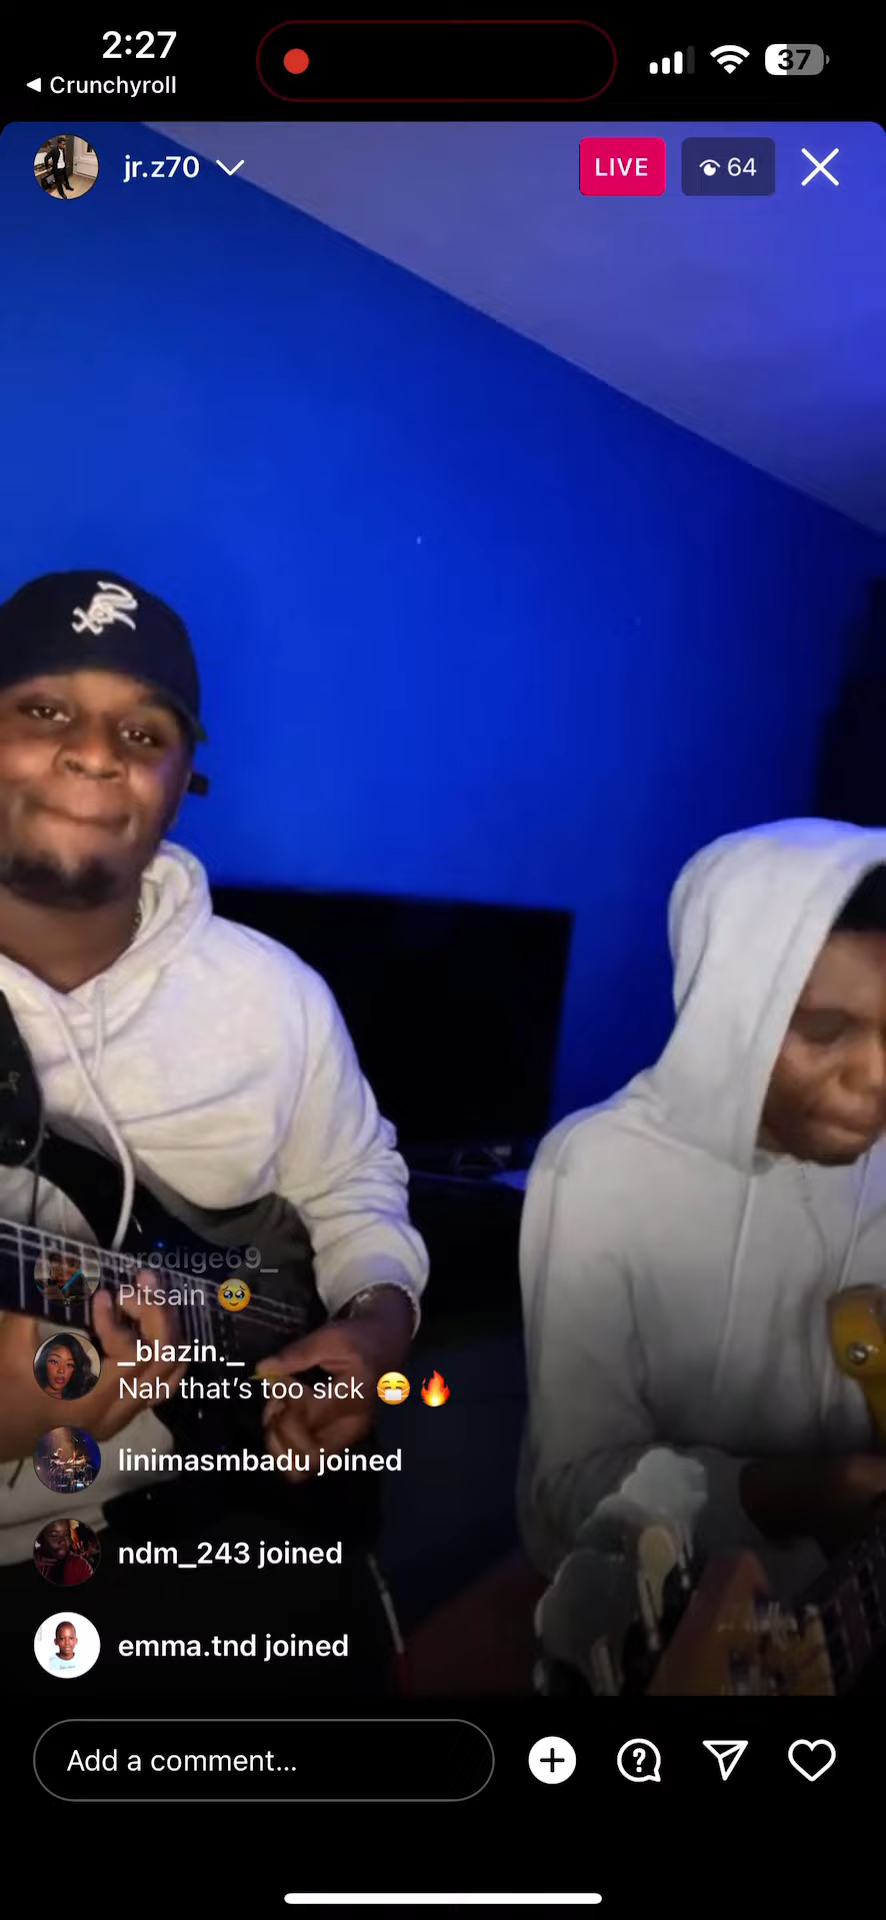 2:27
37
◀ Crunchyroll
jr.z70
LIVE
64
prodige69_
Pitsain 🥹
_blazin._
Nah that's too sick 😷 🔥
linimasmbadu joined
ndm_243 joined
emma.tnd joined
Add a comment...